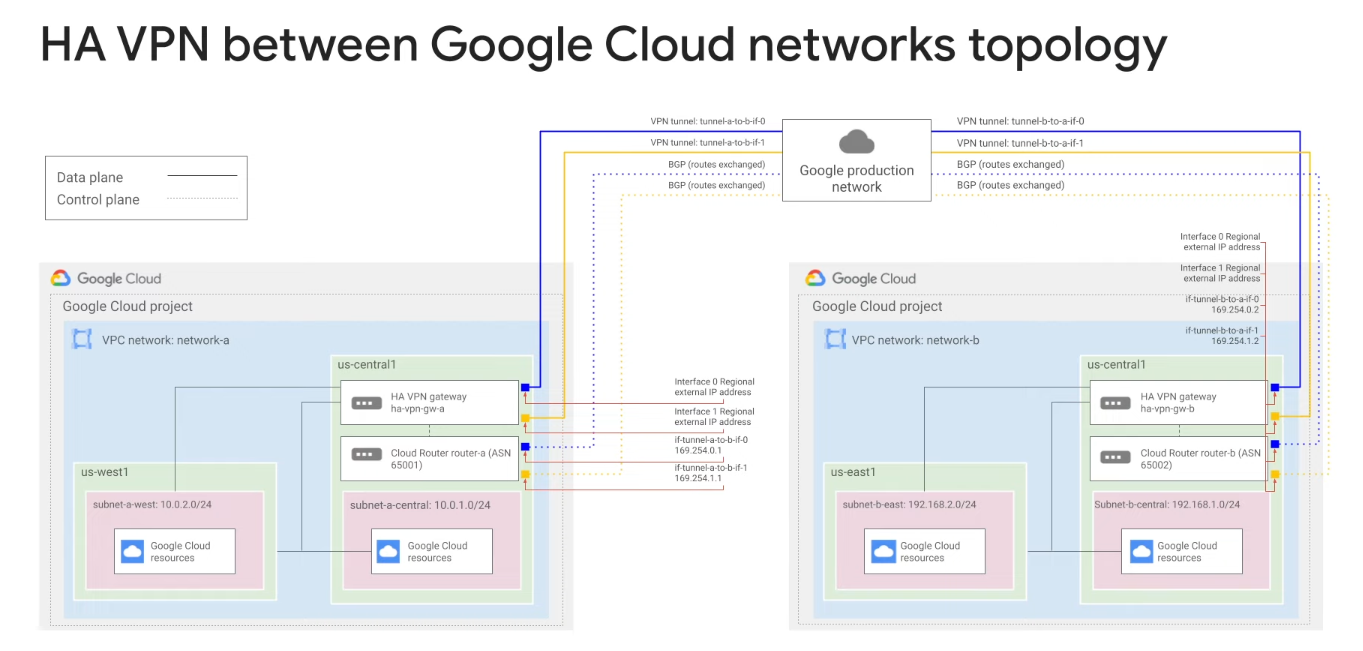 HA VPN between Google Cloud networks topology
VPN tunnel: tunnel-a-to-b-if-0
VPN tunnel: tunnel-a-to-b-if-1
BGP (routes exchanged)
BGP (routes exchanged)
Google production
network
VPN tunnel: tunnel-b-to-a-if-0
VPN tunnel: tunnel-b-to-a-if-1
BGP (routes exchanged)
BGP (routes exchanged)
Data plane
Control plane
Google Cloud
Google Cloud project
VPC network: network-a
us-central1
HA VPN gateway
ha-vpn-gw-a
Cloud Router router-a (ASN
65001)
us-west1
subnet-a-west: 10.0.2.0/24
Google Cloud
resources
subnet-a-central: 10.0.1.0/24
Google Cloud
resources
Interface 0 Regional
external IP address
Interface 1 Regional
external IP address
if-tunnel-a-to-b-if-0
169.254.0.1
if-tunnel-a-to-b-if-1
169.254.1.1
Google Cloud
Google Cloud project
VPC network: network-b
Interface 0 Regional
external IP address
Interface 1 Regional
external IP address
if-tunnel-b-to-a-if-0
169.254.0.2
if-tunnel-b-to-a-if-1
169.254.1.2
us-central1
HA VPN gateway
ha-vpn-gw-b
Cloud Router router-b (ASN
65002)
us-east1
subnet-b-east: 192.168.2.0/24
Google Cloud
resources
Subnet-b-central: 192.168.1.0/24
Google Cloud
resources